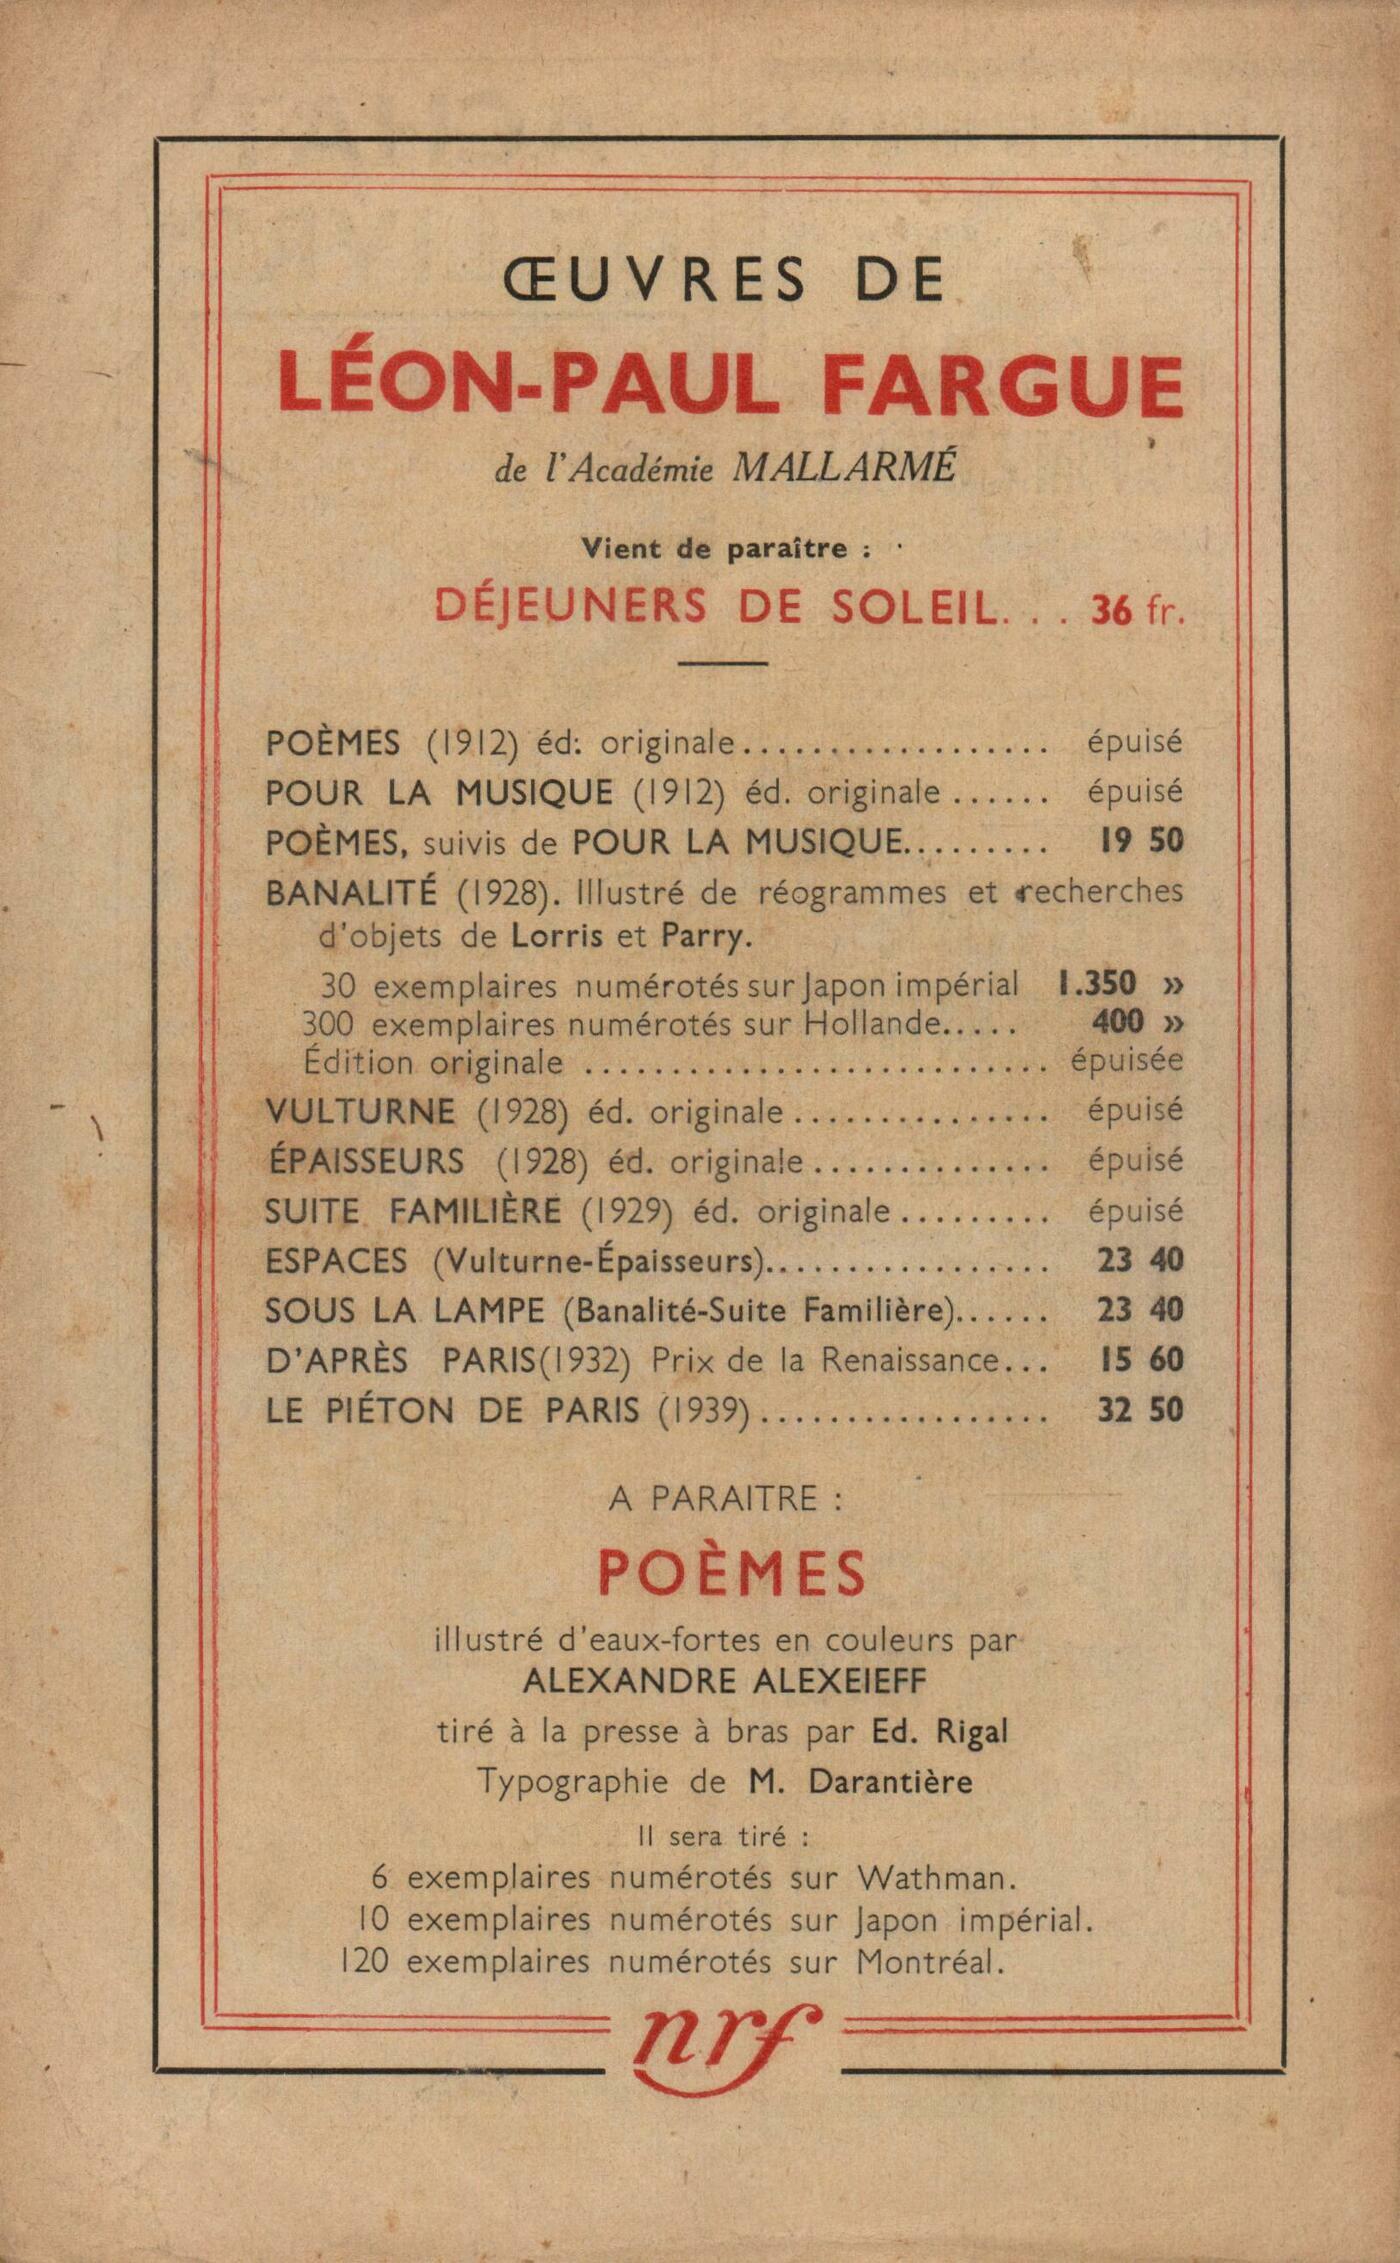 ŒUVRES DE
LÉON-PAUL FARGUE
de l'Académie MALLARMÉ
Vient de paraître :
DÉJEUNERS DE SOLEIL. . . 36 fr.
POÈMES (1912) éd: originale.................. épuisé
POUR LA MUSIQUE (1912) éd. originale ...... épuisé
POÈMES, suivis de POUR LA MUSIQUE......... 19 50
BANALITÉ (1928). Illustré de réogrammes et recherches
d'objets de Lorris et Parry.
30 exemplaires numérotés sur Japon impérial 1.350 »
300 exemplaires numérotés sur Hollande..... 400 »
Édition originale ........................... épuisée
VULTURNE (1928) éd. originale ............... épuisé
ÉPAISSEURS (1928) éd. originale .............. épuisé
SUITE FAMILIÈRE (1929) éd. originale ......... épuisé
ESPACES (Vulturne-Épaisseurs)................. 23 40
SOUS LA LAMPE (Banalité-Suite Familière)...... 23 40
D'APRÈS PARIS(1932) Prix de la Renaissance... 15 60
LE PIÉTON DE PARIS (1939) ................. 32 50
A PARAITRE :
POÈMES
illustré d'eaux-fortes en couleurs par
ALEXANDRE ALEXEIEFF
tiré à la presse à bras par Ed. Rigal
Typographie de M. Darantière
Il sera tiré :
6 exemplaires numérotés sur Wathman.
10 exemplaires numérotés sur Japon impérial.
120 exemplaires numérotés sur Montréal.
nrf